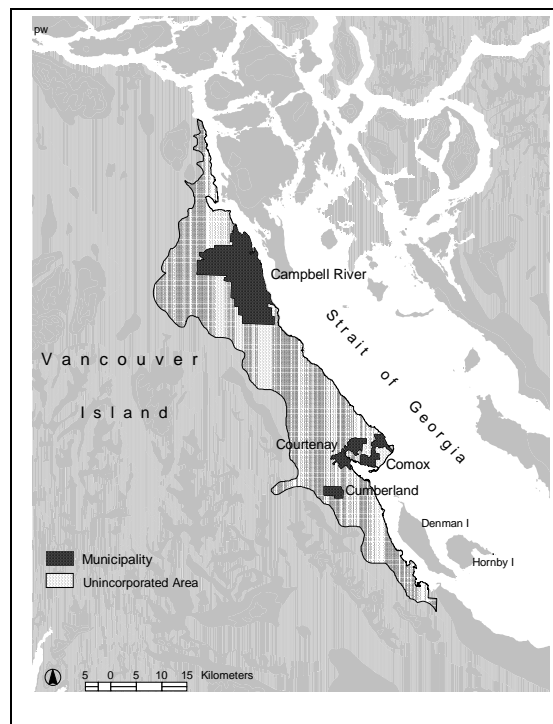 pw
Campbell River
Strait of Georgia
Vancouver
Island
Courtenay
Comox
Cumberland
Denman I
Hornby I
Municipality
Unincorporated Area
5 0 5 10 15 Kilometers